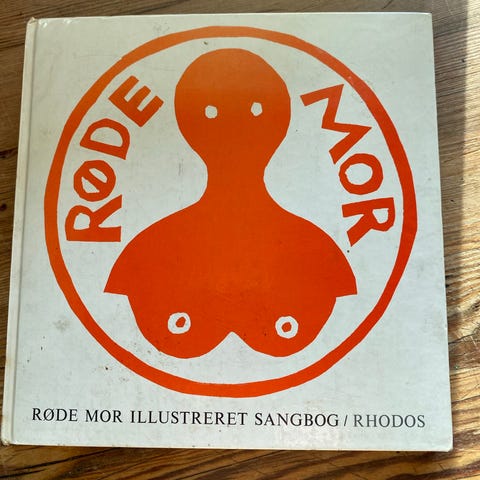 RØDE MOR
RØDE MOR ILLUSTRERET SANGBOG / RHODOS